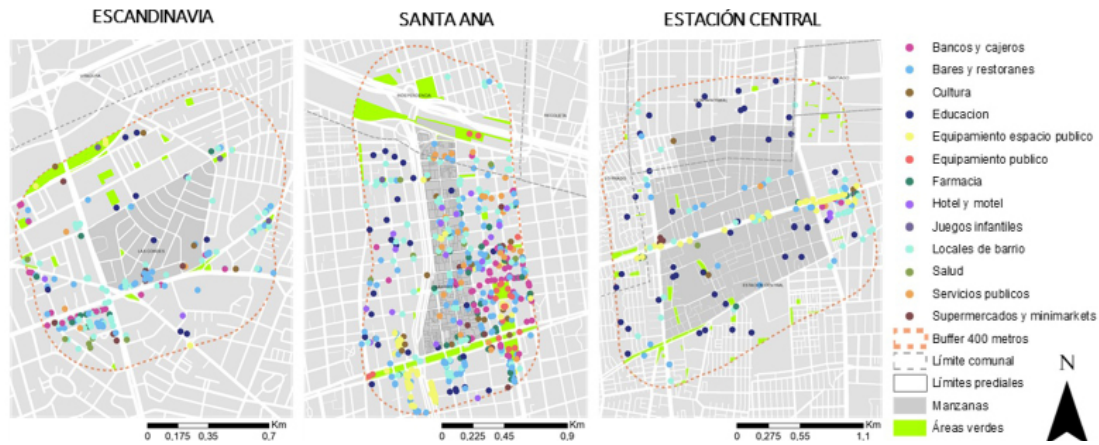 ESCANDINAVIA
SANTA ANA
ESTACIÓN CENTRAL
INDEPENDENCIA
ESTACION CENTRAL
Bancos y cajeros
Bares y restoranes
Cultura
Educacion
Equipamiento espacio publico
Equipamiento publico
Farmacia
Hotel y motel
Juegos infantiles
Locales de barrio
Salud
Servicios publicos
Supermercados y minimarkets
Buffer 400 metros
Límite comunal
Límites prediales
Manzanas
Áreas verdes
N
Km
0 0,175 0,35 0,7
Km
0 0,225 0,45 0,9
Km
0 0,275 0,55 1,1